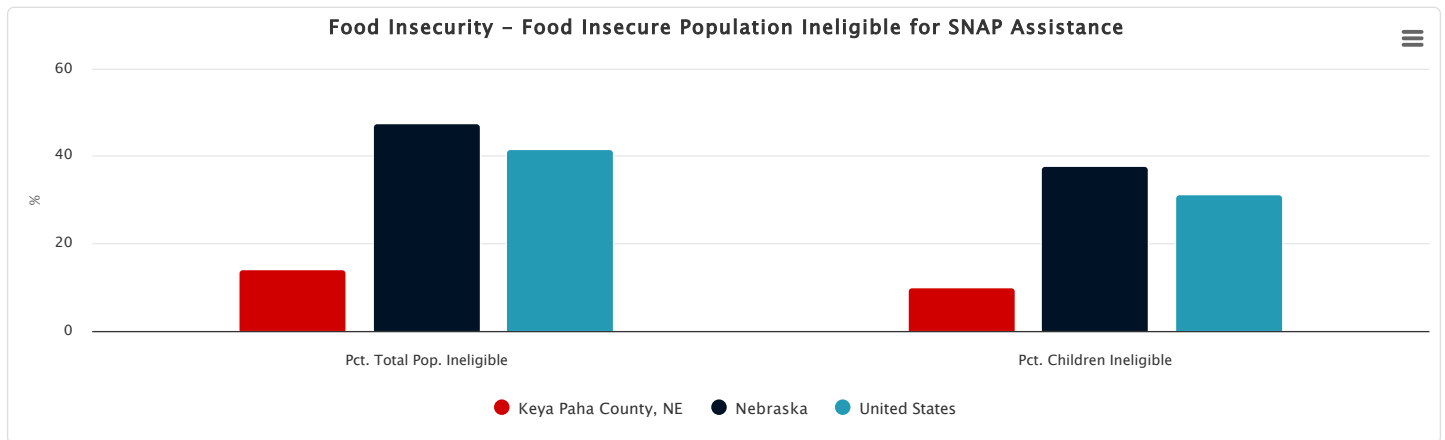 Food Insecurity – Food Insecure Population Ineligible for SNAP Assistance
60
40
20
0
%
Pct. Total Pop. Ineligible
Pct. Children Ineligible
Keya Paha County, NE
Nebraska
United States